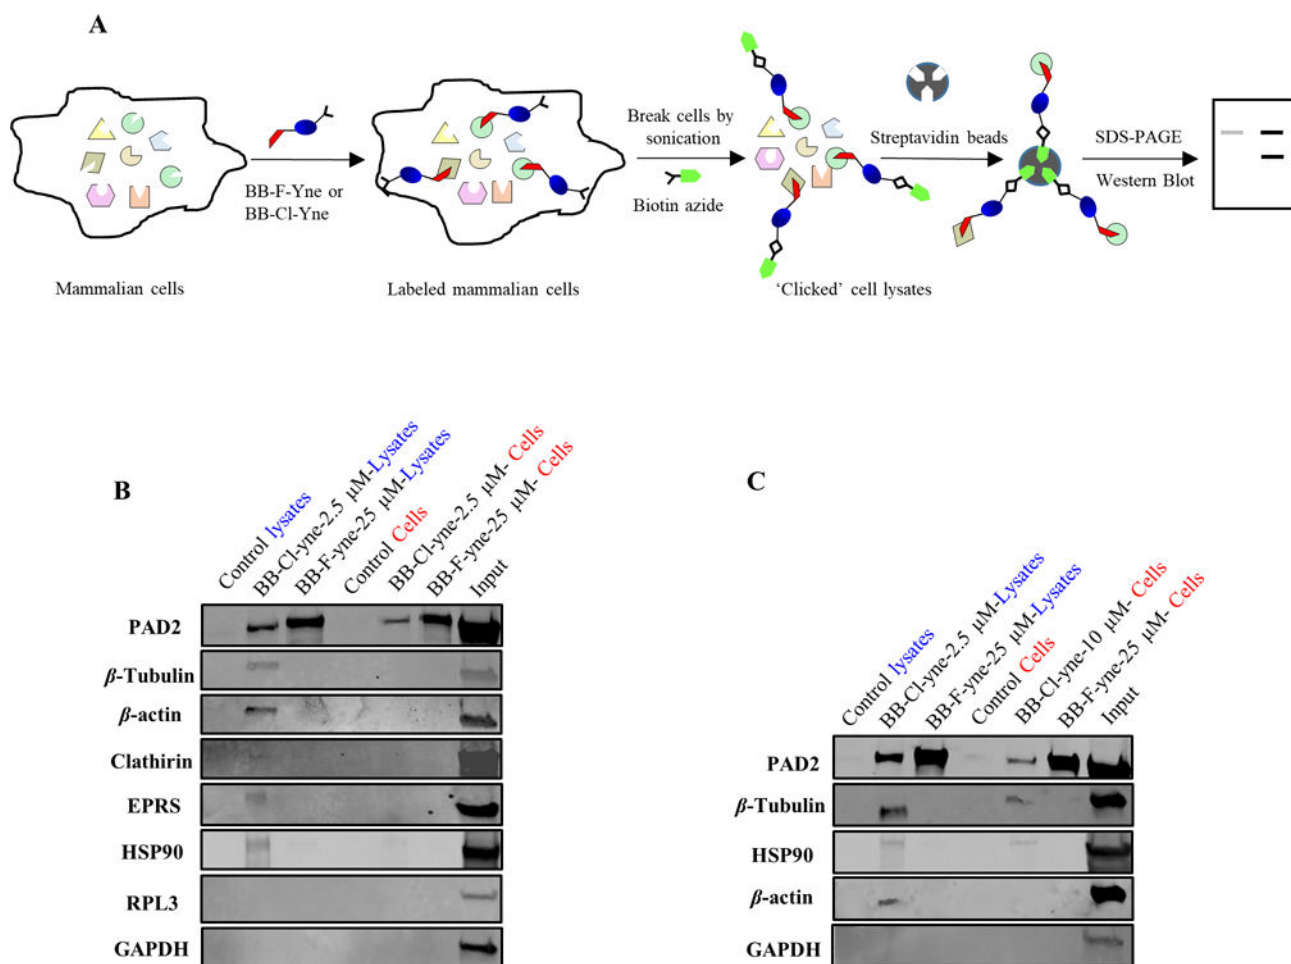 A
BB-F-Yne or
BB-Cl-Yne
Break cells by
sonication
Biotin azide
Streptavidin beads
SDS-PAGE
Western Blot
Mammalian cells
Labeled mammalian cells
‘Clicked’ cell lysates
B
Control lysates
BB-Cl-yne-2.5 μM-Lysates
BB-F-yne-25 μM-Lysates
Control Cells
BB-Cl-yne-2.5 μM- Cells
BB-F-yne-25 μM- Cells
Input
PAD2
β-Tubulin
β-actin
Clathirin
EPRS
HSP90
RPL3
GAPDH
C
Control lysates
BB-Cl-yne-2.5 μM-Lysates
BB-F-yne-25 μM-Lysates
Control Cells
BB-Cl-yne-10 μM- Cells
BB-F-yne-25 μM- Cells
Input
PAD2
β-Tubulin
HSP90
β-actin
GAPDH